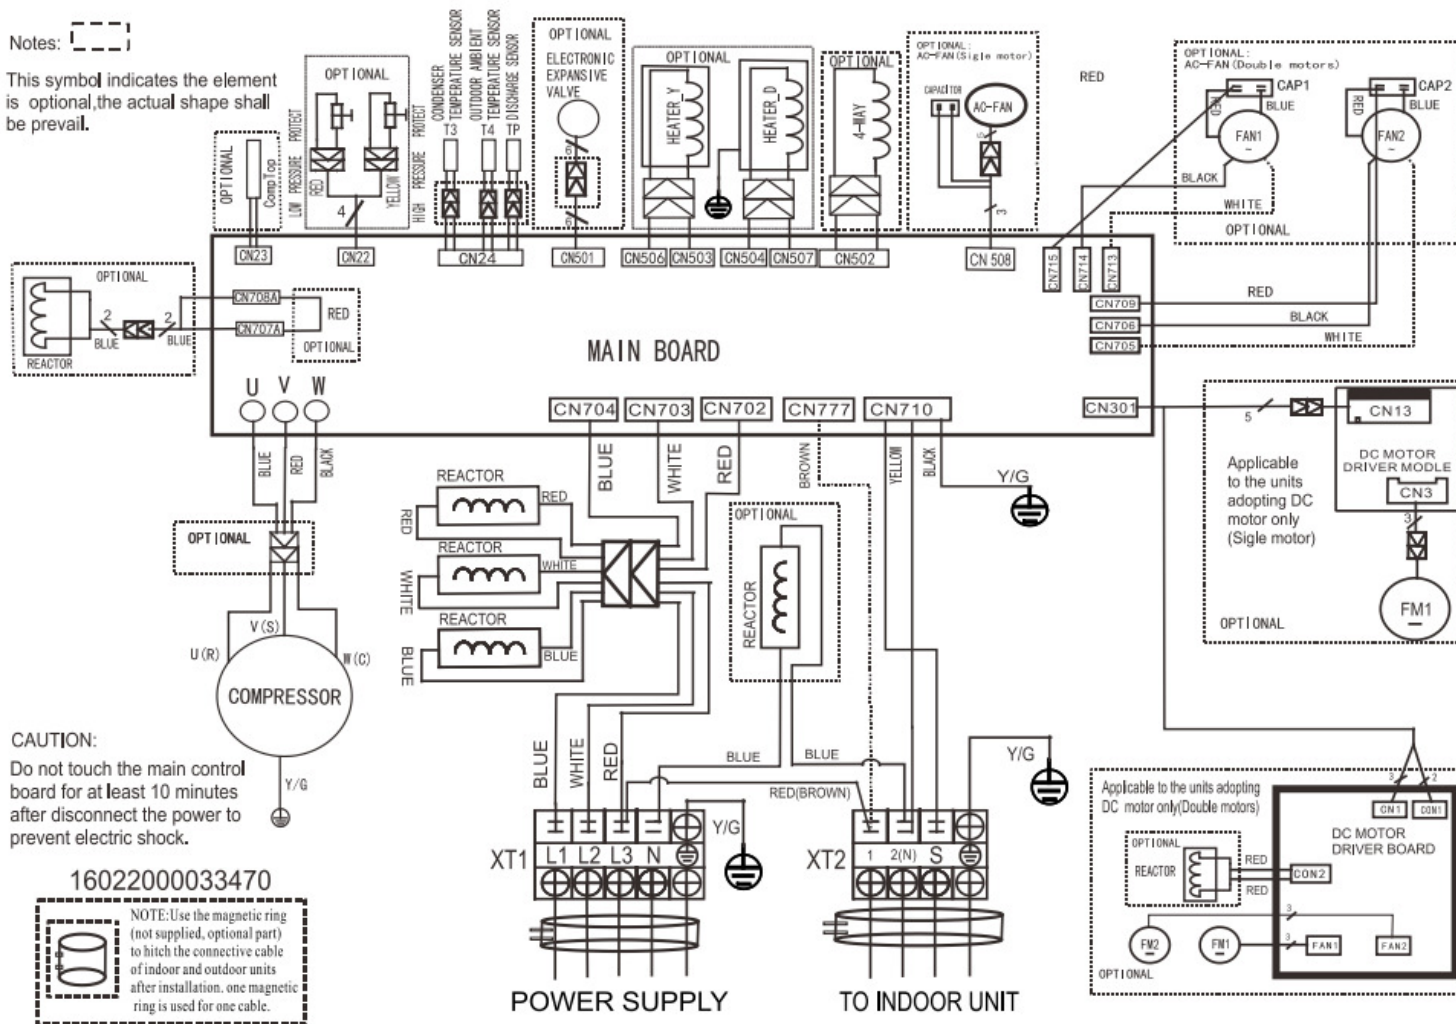 Notes:
This symbol indicates the element
is optional,the actual shape shall
be prevail.
OPTIONAL
CompTop
CN23
OPTIONAL
LOW PRESSURE PROTECT
RED
YELLOW
HIGH PRESSURE PROTECT
4
CN22
CONDENSER
T3 TEMPERATURE SENSOR
OUTDOOR AMBIENT
T4 TEMPERATURE SENSOR
TP DISCHARGE SENSOR
CN24
OPTIONAL
ELECTRONIC
EXPANSIVE
VALVE
6
6
CN501
OPTIONAL
HEATER_Y
HEATER_D
CN506
CN503
CN504
CN507
OPTIONAL
4-WAY
CN502
OPTIONAL:
AC-FAN(Sigle motor)
CAPACITOR
AC-FAN
5
3
CN 508
RED
OPTIONAL:
AC-FAN(Double motors)
CAP1
CAP2
RED
BLUE
RED
BLUE
FAN1
~
FAN2
~
BLACK
WHITE
OPTIONAL
CN715
CN714
CN713
CN709
RED
CN706
BLACK
CN705
WHITE
OPTIONAL
REACTOR
2
BLUE
2
BLUE
CN708A
CN707A
RED
OPTIONAL
MAIN BOARD
U V W
CN704
CN703
CN702
CN777
CN710
CN301
BLUE
RED
BLACK
OPTIONAL
V(S)
U(R)
W(C)
COMPRESSOR
Y/G
BLUE
WHITE
RED
BROWN
YELLOW
BLACK
Y/G
REACTOR
RED
RED
REACTOR
WHITE
WHITE
REACTOR
BLUE
BLUE
OPTIONAL
REACTOR
BLUE
WHITE
RED
BLUE
BLUE
RED(BROWN)
Y/G
Y/G
XT1
L1 L2 L3 N
XT2
1 2(N) S
POWER SUPPLY
TO INDOOR UNIT
5
CN13
DC MOTOR
DRIVER MODLE
CN3
3
FM1
Applicable
to the units
adopting DC
motor only
(Sigle motor)
OPTIONAL
Applicable to the units adopting
DC motor only(Double motors)
3
2
CN1
CON1
DC MOTOR
DRIVER BOARD
OPTIONAL
REACTOR
RED
RED
CON2
3
FM2
FM1
3
FAN1
FAN2
OPTIONAL
CAUTION:
Do not touch the main control
board for at least 10 minutes
after disconnect the power to
prevent electric shock.
16022000033470
NOTE:Use the magnetic ring
(not supplied, optional part)
to hitch the connective cable
of indoor and outdoor units
after installation. one magnetic
ring is used for one cable.